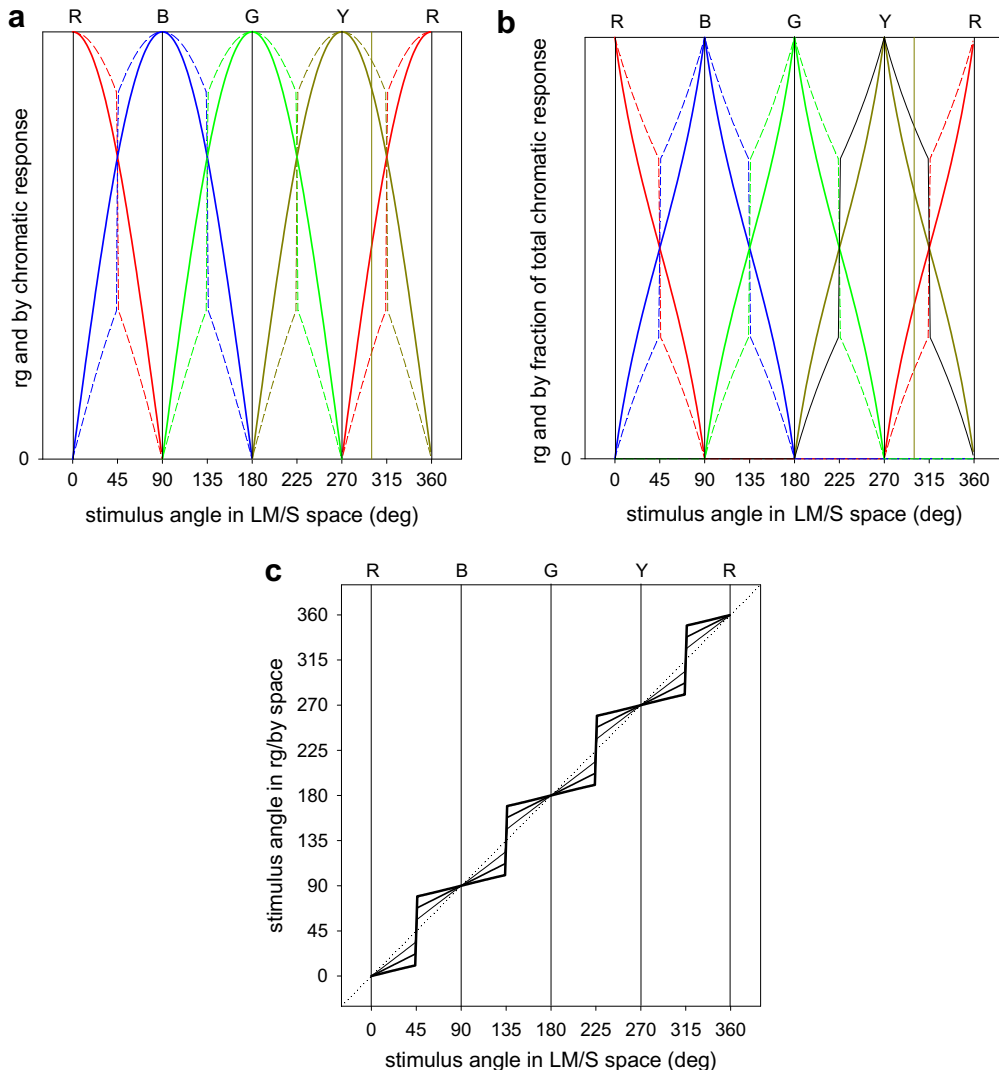 a
R B G Y R
rg and by chromatic response
0
0 45 90 135 180 225 270 315 360
stimulus angle in LM/S space (deg)
b
R B G Y R
rg and by fraction of total chromatic response
0
0 45 90 135 180 225 270 315 360
stimulus angle in LM/S space (deg)
c
R B G Y R
stimulus angle in rg/by space
360
315
270
225
180
135
90
45
0
0 45 90 135 180 225 270 315 360
stimulus angle in LM/S space (deg)